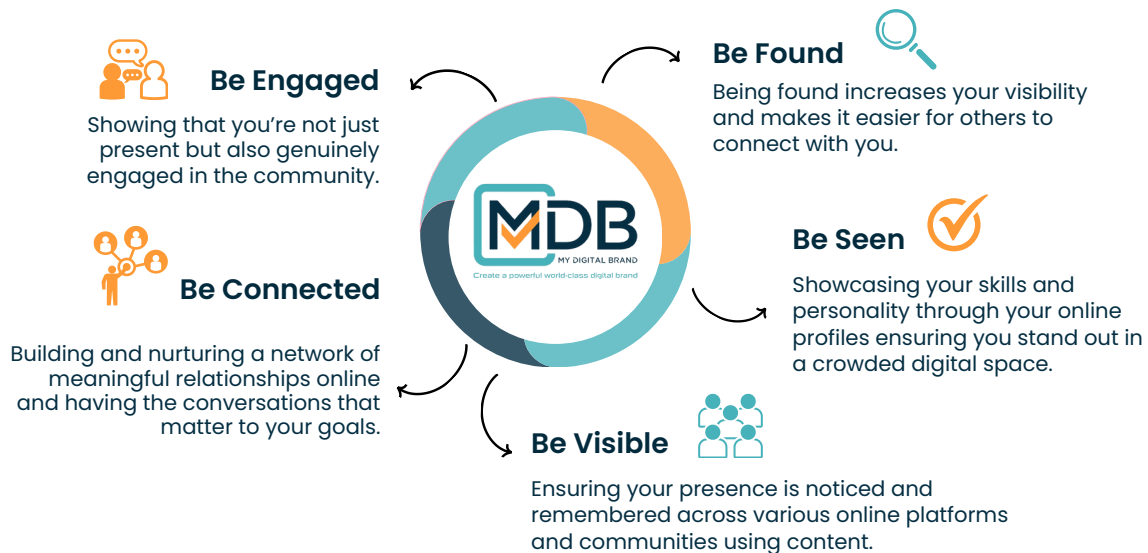 Be Engaged
Showing that you’re not just
present but also genuinely
engaged in the community.
Be Found
Being found increases your visibility
and makes it easier for others to
connect with you.
MDB
MY DIGITAL BRAND
Create a powerful world-class digital brand
Be Seen
Showcasing your skills and
personality through your online
profiles ensuring you stand out in
a crowded digital space.
Be Connected
Building and nurturing a network of
meaningful relationships online
and having the conversations that
matter to your goals.
Be Visible
Ensuring your presence is noticed and
remembered across various online platforms
and communities using content.